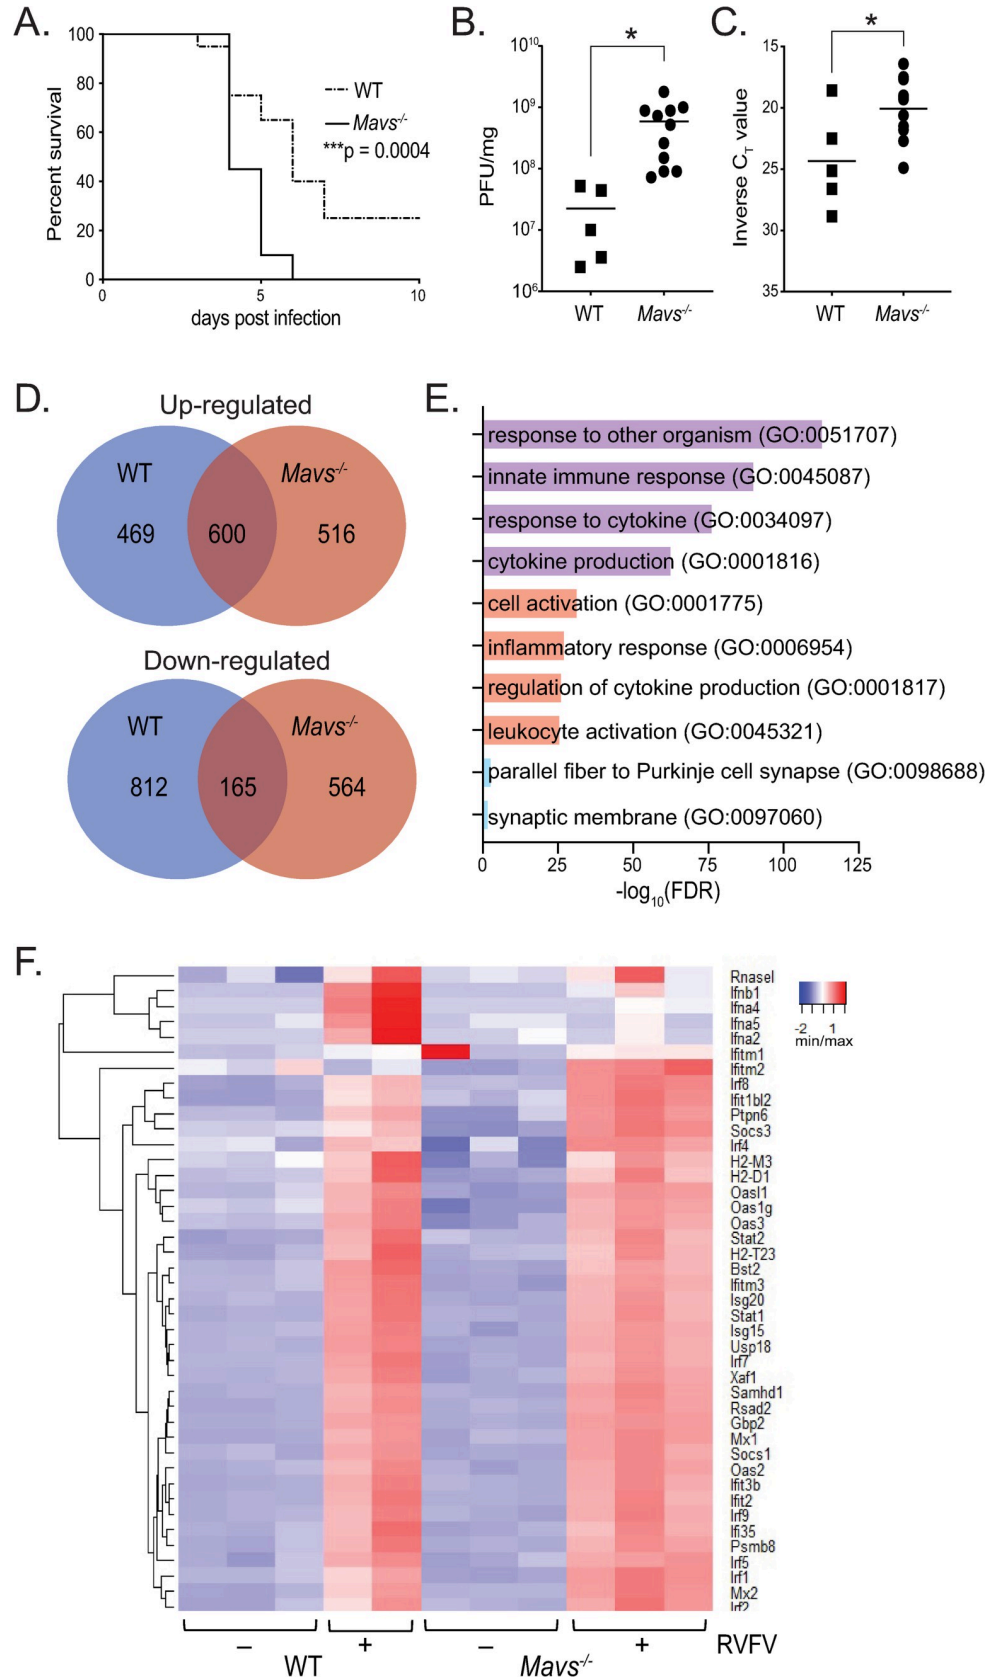 A.
100
80
60
40
20
0
Percent survival
WT
Mavs-/-
***p = 0.0004
0
5
10
days post infection
B.
*
10^10
10^9
10^8
10^7
10^6
PFU/mg
WT
Mavs-/-
C.
*
15
20
25
30
35
Inverse C_T value
WT
Mavs-/-
D.
Up-regulated
WT
Mavs-/-
469
600
516
Down-regulated
WT
Mavs-/-
812
165
564
E.
response to other organism (GO:0051707)
innate immune response (GO:0045087)
response to cytokine (GO:0034097)
cytokine production (GO:0001816)
cell activation (GO:0001775)
inflammatory response (GO:0006954)
regulation of cytokine production (GO:0001817)
leukocyte activation (GO:0045321)
parallel fiber to Purkinje cell synapse (GO:0098688)
synaptic membrane (GO:0097060)
0 25 50 75 100 125
-log10(FDR)
F.
Rnasel
Ifnb1
Ifna4
Ifna5
Ifna2
Ifitm1
Ifitm2
Irf8
Ifit1bl2
Ptpn6
Socs3
Irf4
H2-M3
H2-D1
Oasl1
Oas1g
Oas3
Stat2
H2-T23
Bst2
Ifitm3
Isg20
Stat1
Isg15
Usp18
Irf7
Xaf1
Samhd1
Rsad2
Gbp2
Mx1
Socs1
Oas2
Ifit3b
Ifit2
Irf9
Ifi35
Psmb8
Irf5
Irf1
Mx2
Irf2
-2 1
min/max
– + – + RVFV
WT Mavs-/-